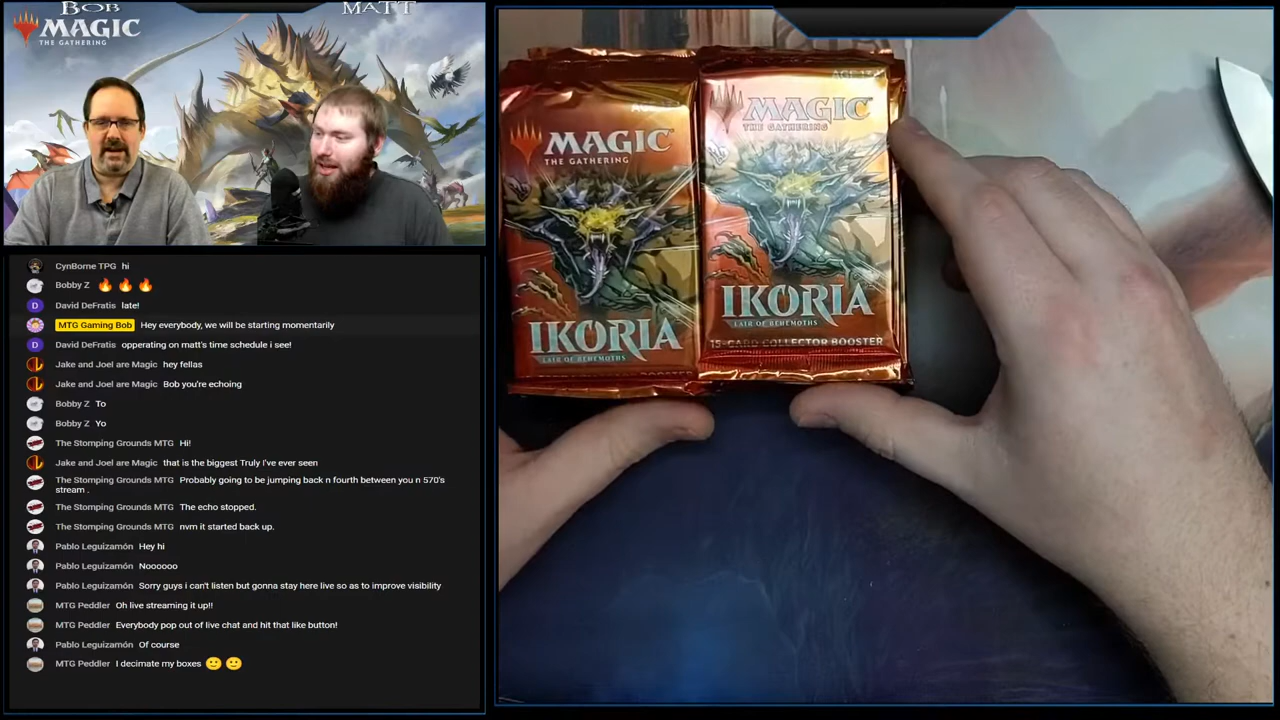 BOB
MATT
MAGIC
THE GATHERING
CynBorne TPG hi
Bobby Z 🔥 🔥 🔥
D David DeFratis late!
MTG Gaming Bob Hey everybody, we will be starting momentarily
D David DeFratis opperating on matt's time schedule i see!
Jake and Joel are Magic hey fellas
Jake and Joel are Magic Bob you're echoing
Bobby Z To
Bobby Z Yo
The Stomping Grounds MTG Hi!
Jake and Joel are Magic that is the biggest Truly I've ever seen
The Stomping Grounds MTG Probably going to be jumping back n fourth between you n 570's
stream .
The Stomping Grounds MTG The echo stopped.
The Stomping Grounds MTG nvm it started back up.
Pablo Leguizamón Hey hi
Pablo Leguizamón Nooooo
Pablo Leguizamón Sorry guys i can't listen but gonna stay here live so as to improve visibility
MTG Peddler Oh live streaming it up!!
MTG Peddler Everybody pop out of live chat and hit that like button!
Pablo Leguizamón Of course
MTG Peddler I decimate my boxes 🙂 🙂
MAGIC
THE GATHERING
IKORIA
LAIR OF BEHEMOTHS
BOOSTER
MAGIC
THE GATHERING
IKORIA
LAIR OF BEHEMOTHS
15-CARD COLLECTOR BOOSTER